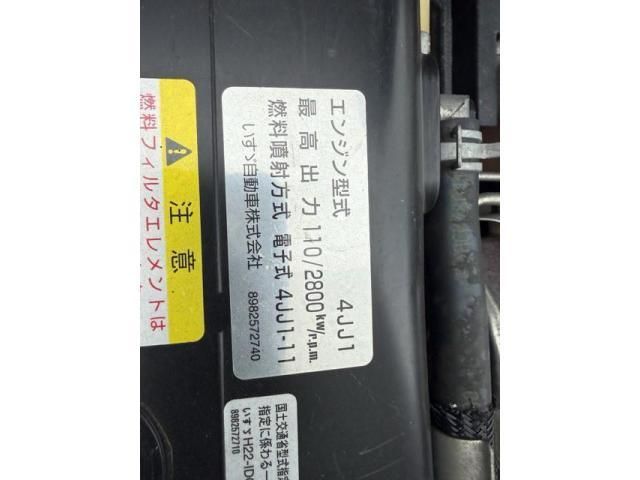 エンジン型式 4JJ1
最高出力 110/2800kW/r.p.m.
燃料噴射方式 電子式 4JJ1-11
いすゞ自動車株式会社 8982572740
注意
燃料フィルタエレメントは
国土交通省型式指定
指定に係わる一
いすゞH22-ID
8982572710